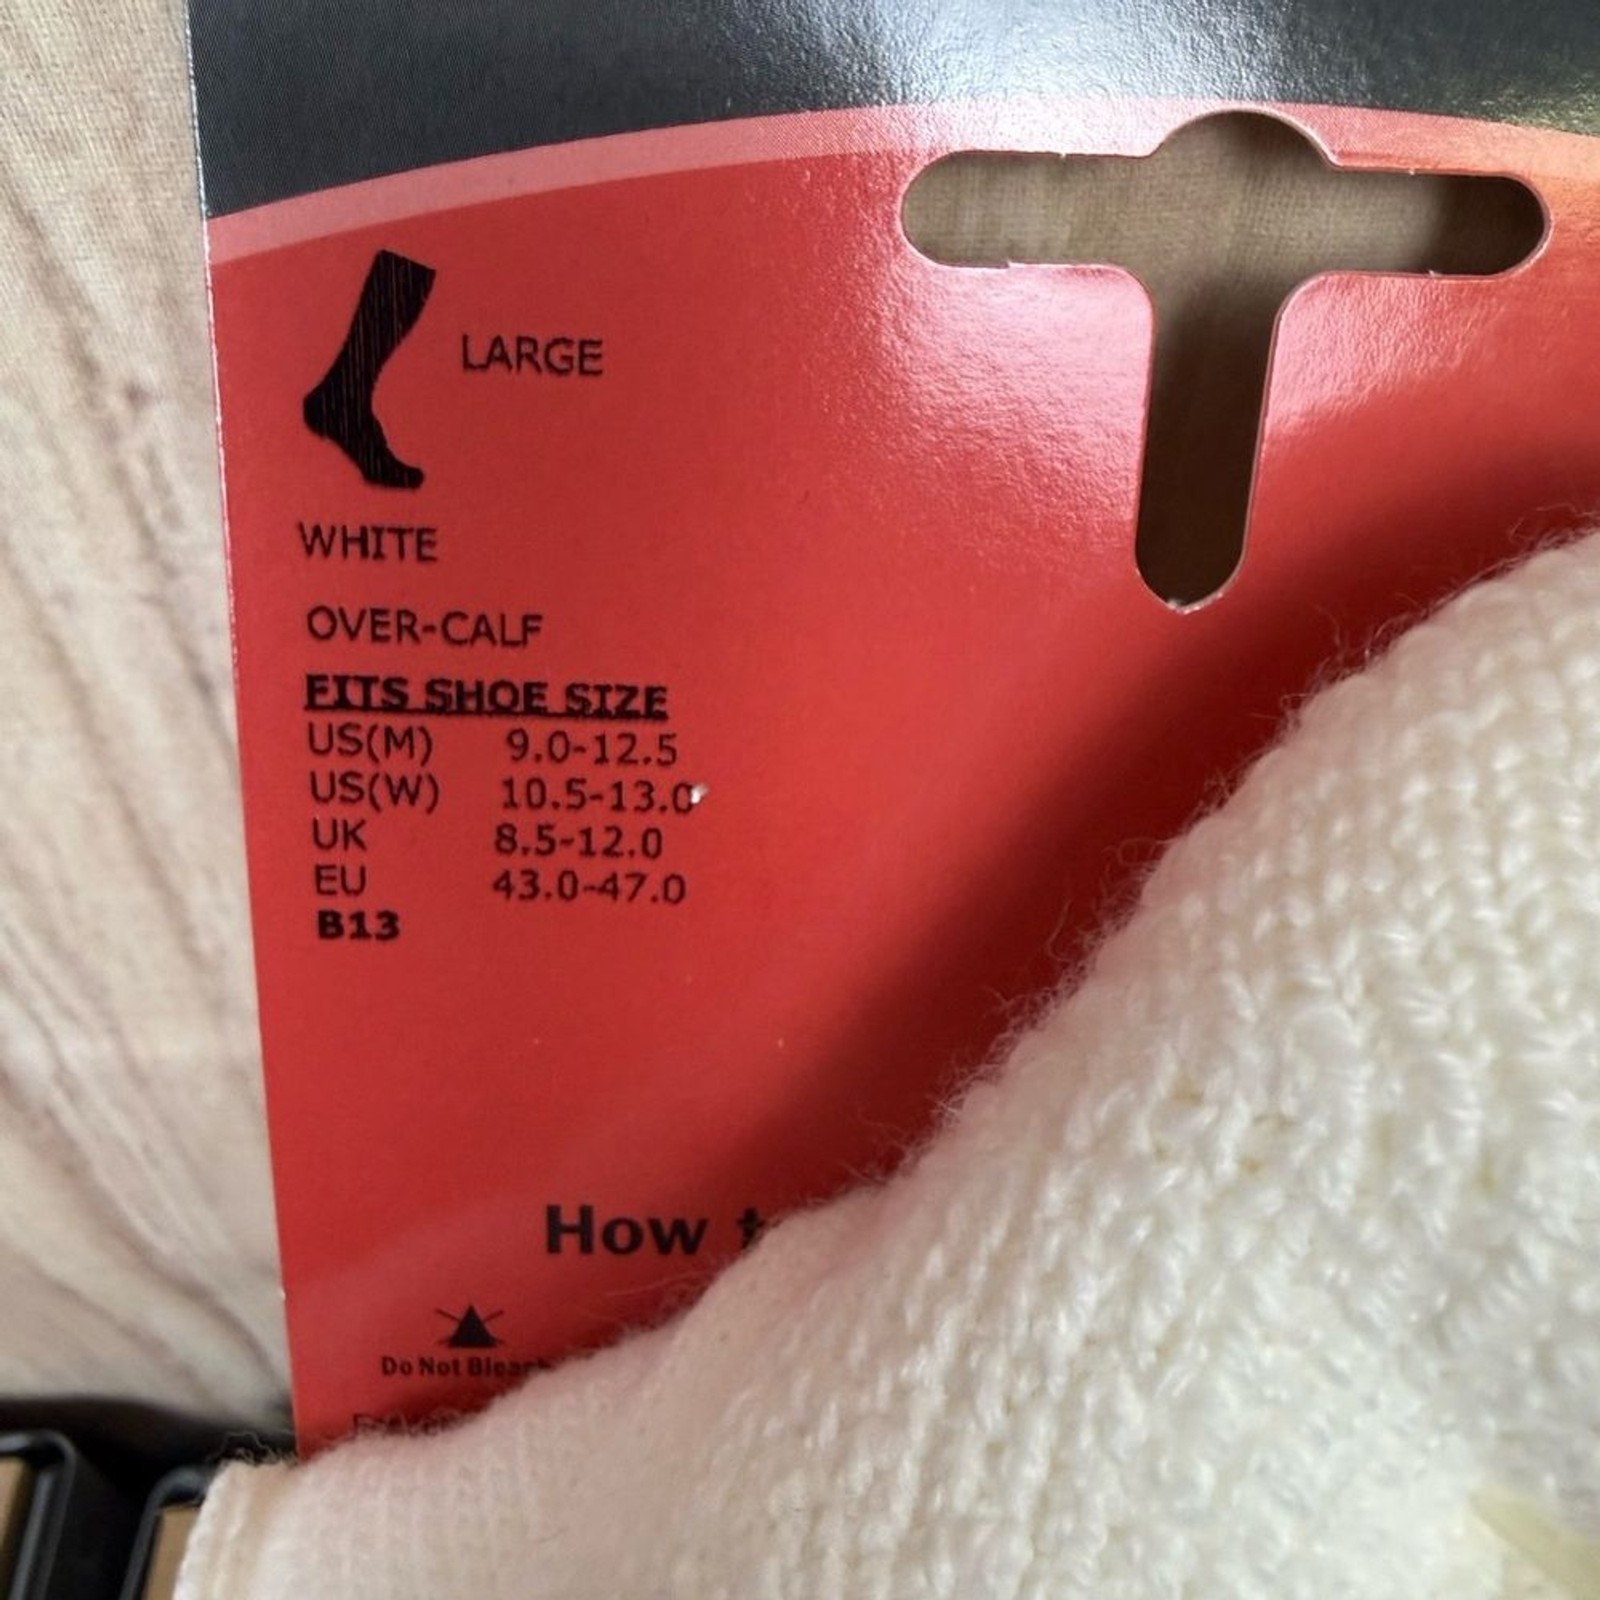 LARGE
WHITE
OVER-CALF
FITS SHOE SIZE
US(M) 9.0-12.5
US(W) 10.5-13.0
UK 8.5-12.0
EU 43.0-47.0
B13
How
Do Not Bleach